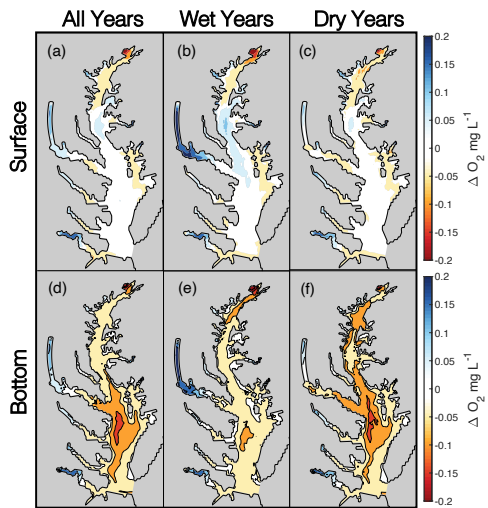 All Years Wet Years Dry Years
Surface
(a) (b) (c)
0.2
0.15
0.1
0.05
0
-0.05
-0.1
-0.15
-0.2
Δ O2 mg L-1
Bottom
(d) (e) (f)
0.2
0.15
0.1
0.05
0
-0.05
-0.1
-0.15
-0.2
Δ O2 mg L-1